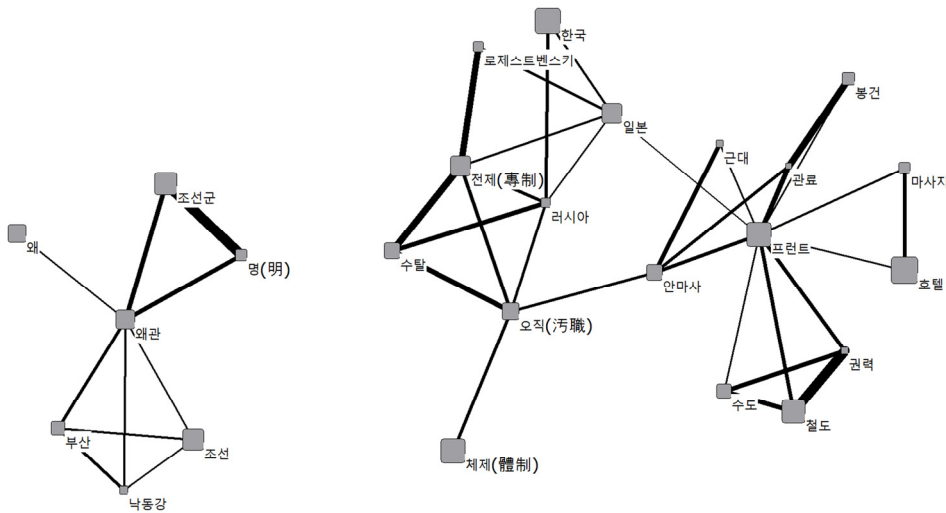 한국
로제스트벤스키
일본
봉건
근대
관료
마사지
조선군
전제(專制)
러시아
왜
명(明)
수탈
프런트
안마사
호텔
왜관
오직(汚職)
권력
수도
철도
부산
조선
체제(體制)
낙동강